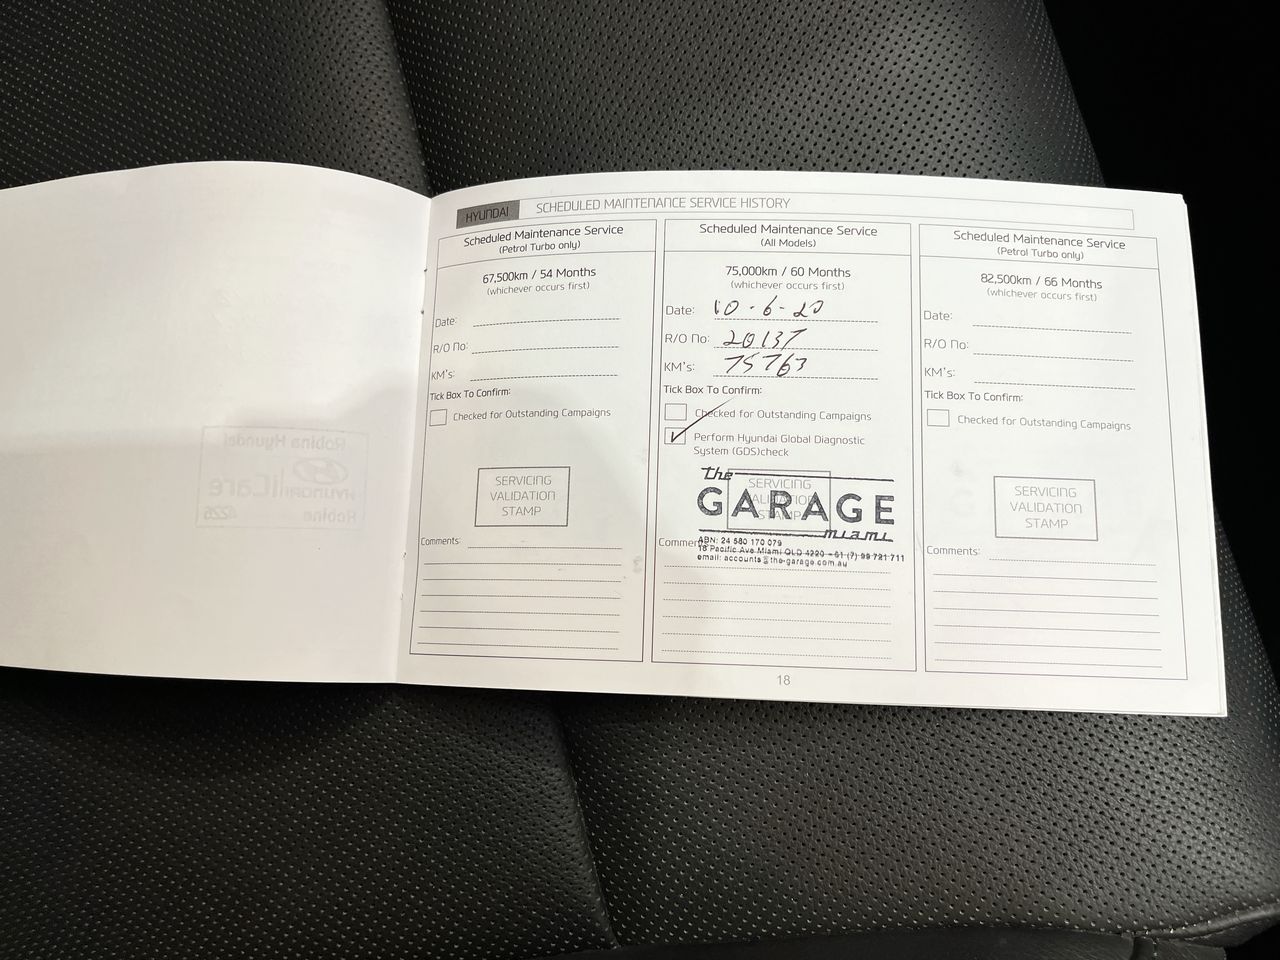 HYUNDAI
SCHEDULED MAINTENANCE SERVICE HISTORY
Scheduled Maintenance Service
(Petrol Turbo only)
67,500km / 54 Months
(whichever occurs first)
Date:
R/O No:
KM's:
Tick Box To Confirm:
Checked for Outstanding Campaigns
SERVICING
VALIDATION
STAMP
Comments:
Scheduled Maintenance Service
(All Models)
75,000km / 60 Months
(whichever occurs first)
Date: 10-6-20
R/O No: 20137
KM's: 75763
Tick Box To Confirm:
Checked for Outstanding Campaigns
Perform Hyundai Global Diagnostic
System (GDS)check
SERVICING
VALIDATION
STAMP
the
GARAGE
miami
Comments:
ABN: 24 580 170 079
18 Pacific Ave Miami QLD 4220 - 61 (7) 55 721 711
email: accounts@the-garage.com.au
Scheduled Maintenance Service
(Petrol Turbo only)
82,500km / 66 Months
(whichever occurs first)
Date:
R/O No:
KM's:
Tick Box To Confirm:
Checked for Outstanding Campaigns
SERVICING
VALIDATION
STAMP
Comments:
18
Robina Hyundai
HYUNDAI iCare
Robina 4226